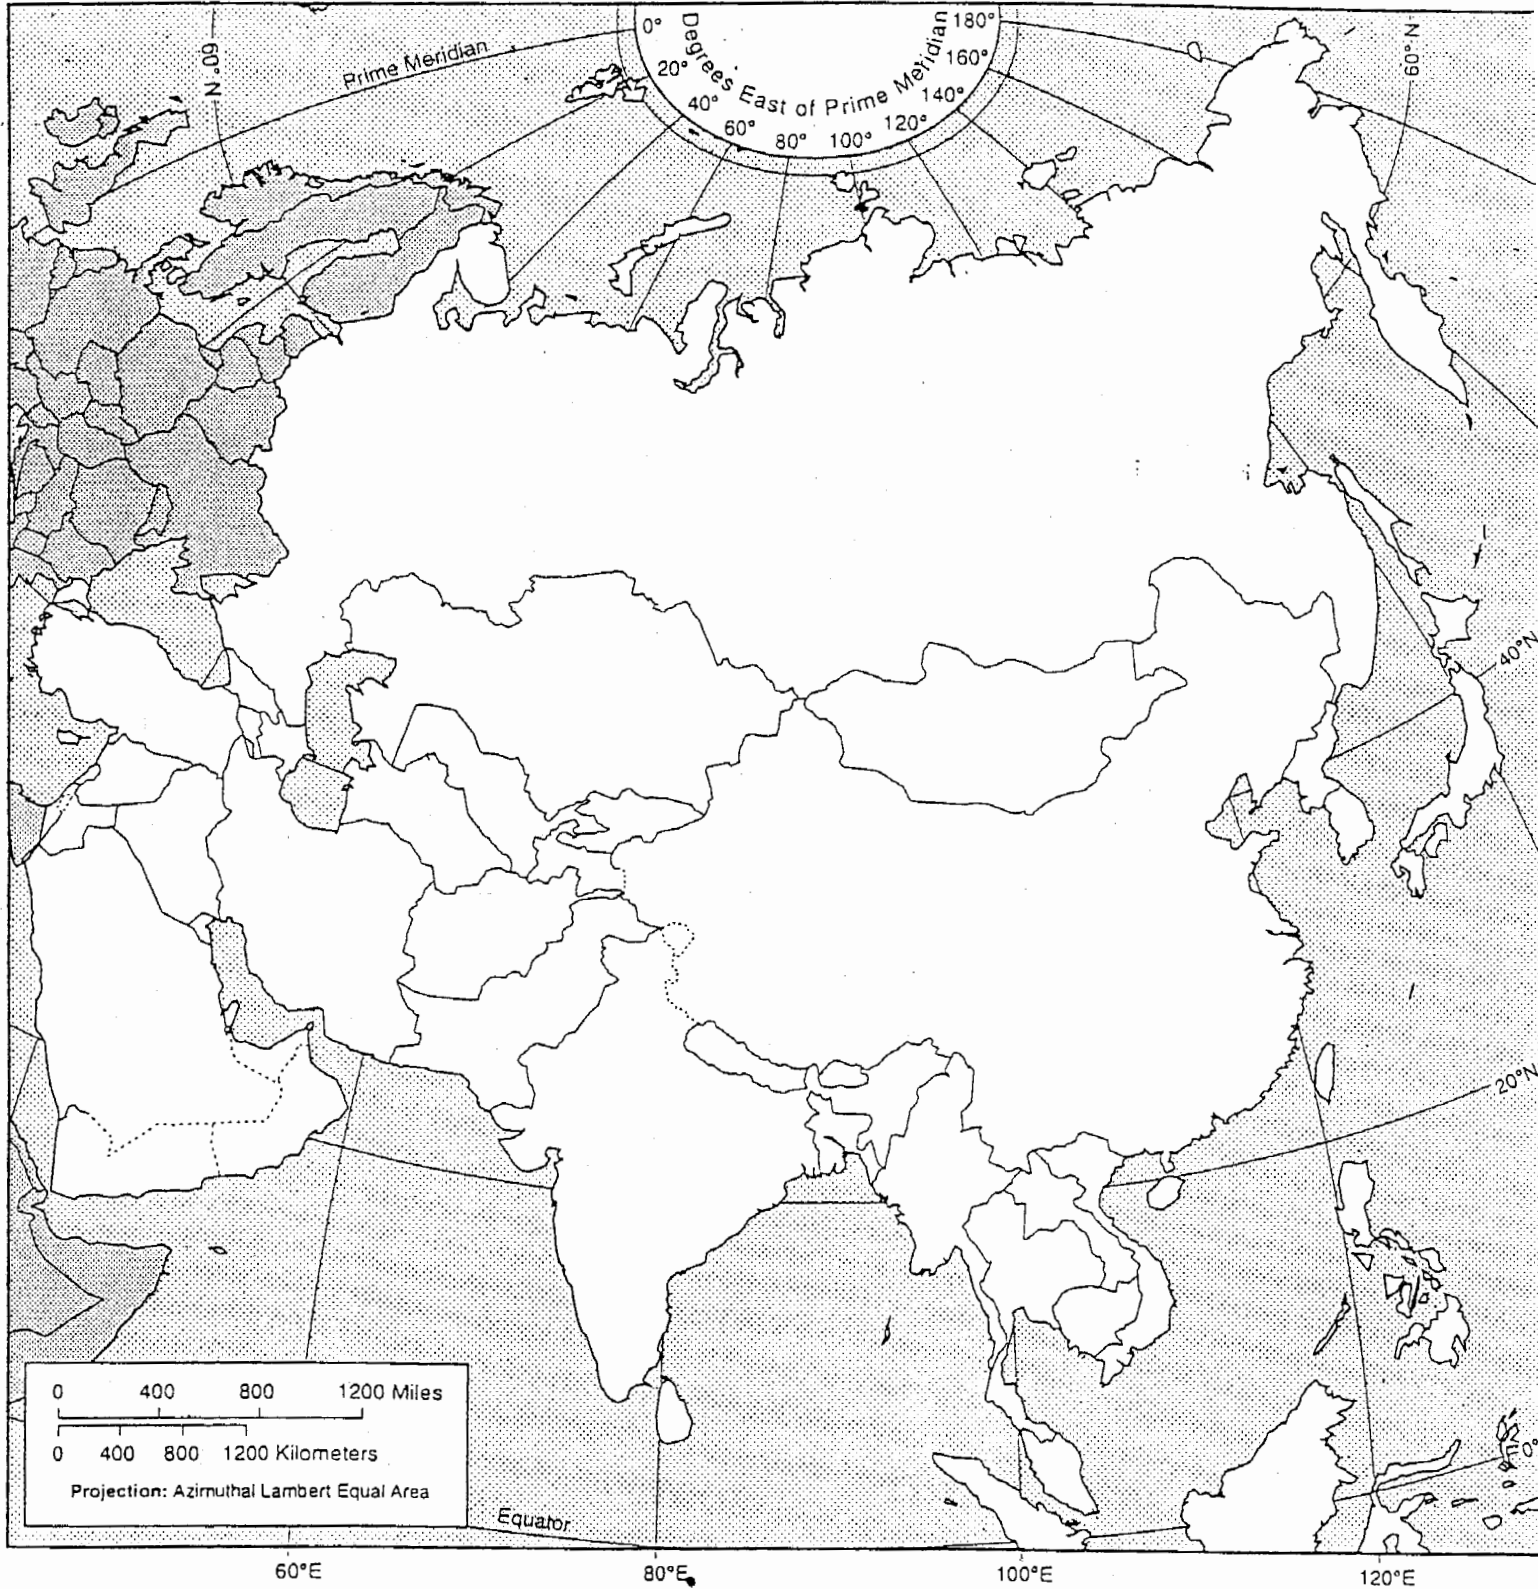 0°
20°
40°
60°
80°
100°
120°
140°
160°
180°
Degrees East of Prime Meridian
Prime Meridian
60° N
60° N
40°N
20°N
0°
0 400 800 1200 Miles
0 400 800 1200 Kilometers
Projection: Azimuthal Lambert Equal Area
Equator
60°E
80°E
100°E
120°E